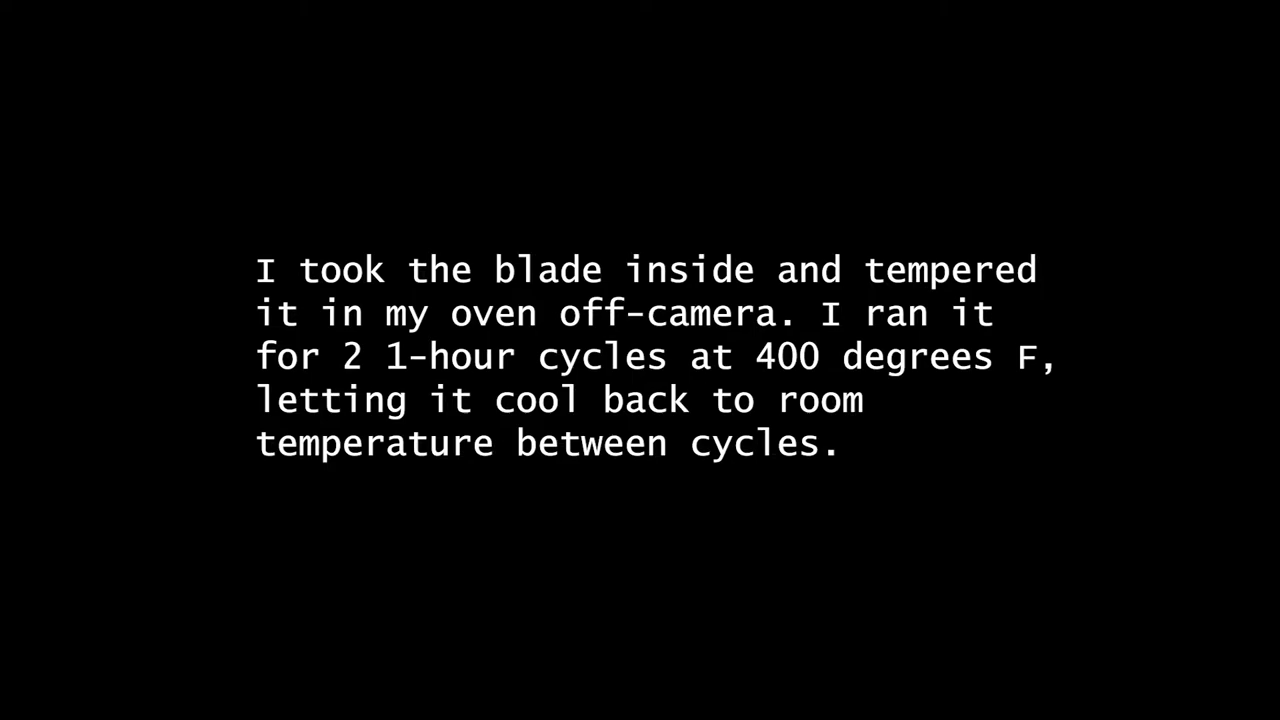 I took the blade inside and tempered
it in my oven off-camera. I ran it
for 2 1-hour cycles at 400 degrees F,
letting it cool back to room
temperature between cycles.